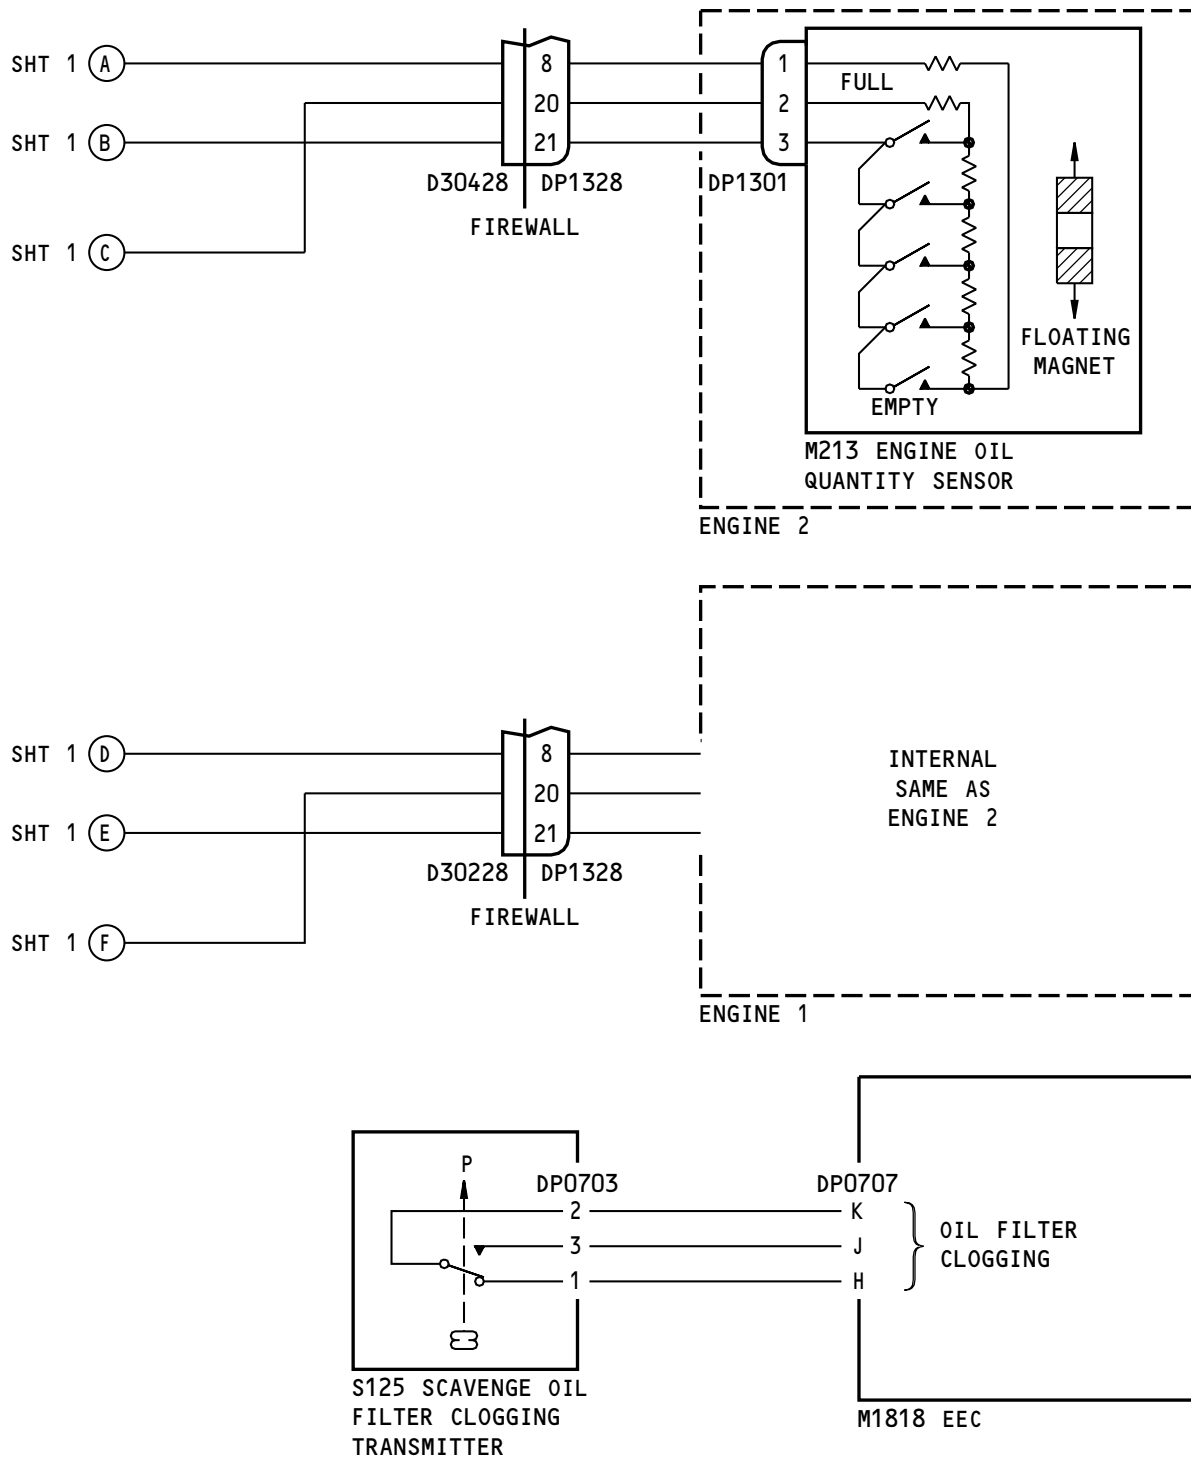 SHT 1 A
8
1
FULL
20
2
SHT 1 B
21
3
D30428 DP1328
DP1301
FIREWALL
SHT 1 C
FLOATING
MAGNET
EMPTY
M213 ENGINE OIL
QUANTITY SENSOR
ENGINE 2
SHT 1 D
8
20
SHT 1 E
21
INTERNAL
SAME AS
ENGINE 2
D30228 DP1328
FIREWALL
SHT 1 F
ENGINE 1
P
DP0703
DP0707
2
K
3
J
1
H
OIL FILTER
CLOGGING
S125 SCAVENGE OIL
FILTER CLOGGING
TRANSMITTER
M1818 EEC